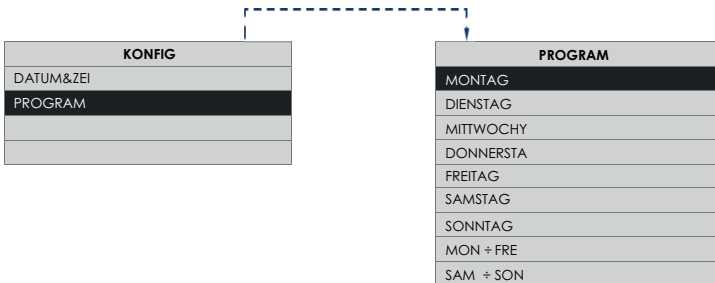 KONFIG
DATUM&ZEI
PROGRAM
PROGRAM
MONTAG
DIENSTAG
MITTWOCHY
DONNERSTA
FREITAG
SAMSTAG
SONNTAG
MON ÷ FRE
SAM ÷ SON